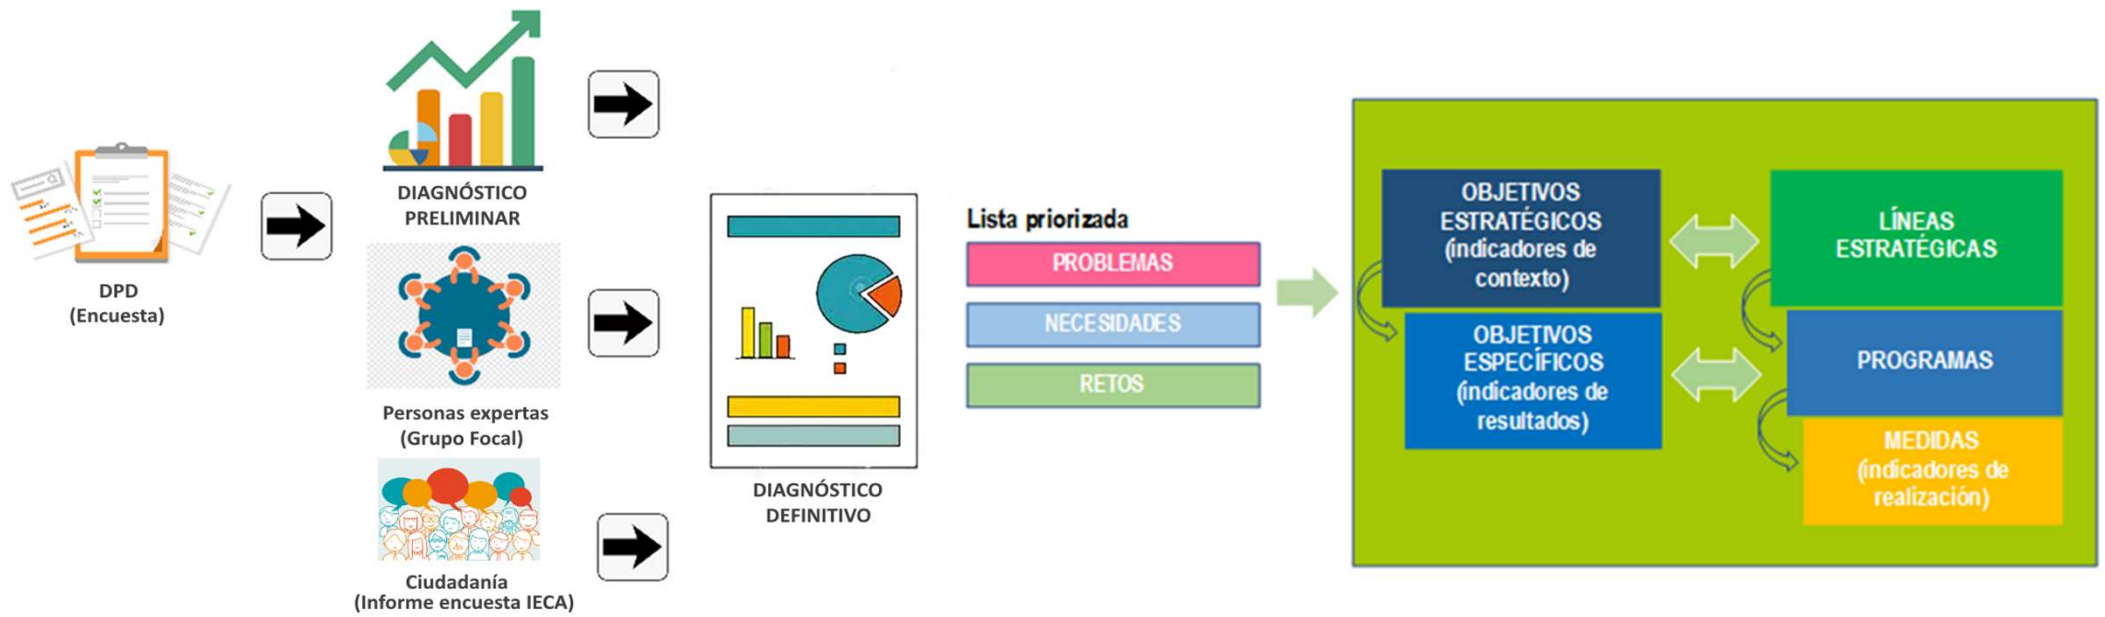 DPD
(Encuesta)
DIAGNÓSTICO
PRELIMINAR
Personas expertas
(Grupo Focal)
Ciudadanía
(Informe encuesta IECA)
DIAGNÓSTICO
DEFINITIVO
Lista priorizada
PROBLEMAS
NECESIDADES
RETOS
OBJETIVOS
ESTRATÉGICOS
(indicadores de
contexto)
OBJETIVOS
ESPECÍFICOS
(indicadores de
resultados)
LÍNEAS
ESTRATÉGICAS
PROGRAMAS
MEDIDAS
(indicadores de
realización)